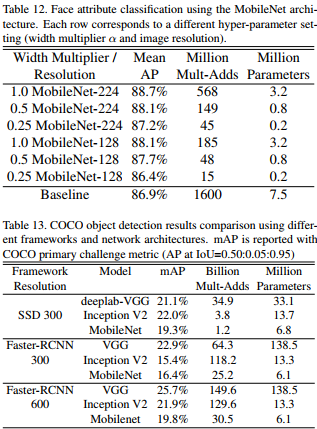 Table 12. Face attribute classification using the MobileNet archi-
tecture. Each row corresponds to a different hyper-parameter set-
ting (width multiplier α and image resolution).
Width Multiplier / Mean Million Million
Resolution AP Mult-Adds Parameters
1.0 MobileNet-224 88.7% 568 3.2
0.5 MobileNet-224 88.1% 149 0.8
0.25 MobileNet-224 87.2% 45 0.2
1.0 MobileNet-128 88.1% 185 3.2
0.5 MobileNet-128 87.7% 48 0.8
0.25 MobileNet-128 86.4% 15 0.2
Baseline 86.9% 1600 7.5
Table 13. COCO object detection results comparison using differ-
ent frameworks and network architectures. mAP is reported with
COCO primary challenge metric (AP at IoU=0.50:0.05:0.95)
Framework Model mAP Billion Million
Resolution Mult-Adds Parameters
deeplab-VGG 21.1% 34.9 33.1
SSD 300 Inception V2 22.0% 3.8 13.7
MobileNet 19.3% 1.2 6.8
Faster-RCNN VGG 22.9% 64.3 138.5
300 Inception V2 15.4% 118.2 13.3
MobileNet 16.4% 25.2 6.1
Faster-RCNN VGG 25.7% 149.6 138.5
600 Inception V2 21.9% 129.6 13.3
Mobilenet 19.8% 30.5 6.1